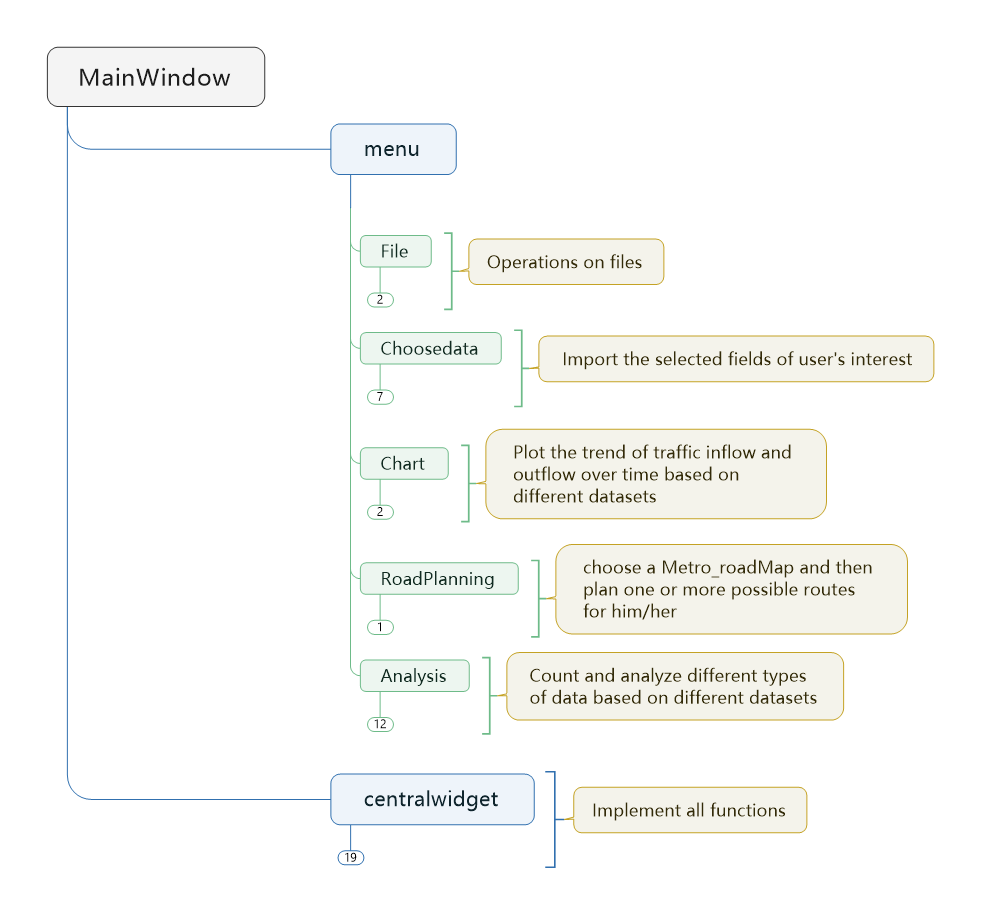 MainWindow
menu
File
Operations on files
2
Choosedata
Import the selected fields of user's interest
7
Chart
Plot the trend of traffic inflow and
outflow over time based on
different datasets
2
RoadPlanning
choose a Metro_roadMap and then
plan one or more possible routes
for him/her
1
Analysis
Count and analyze different types
of data based on different datasets
12
centralwidget
Implement all functions
19